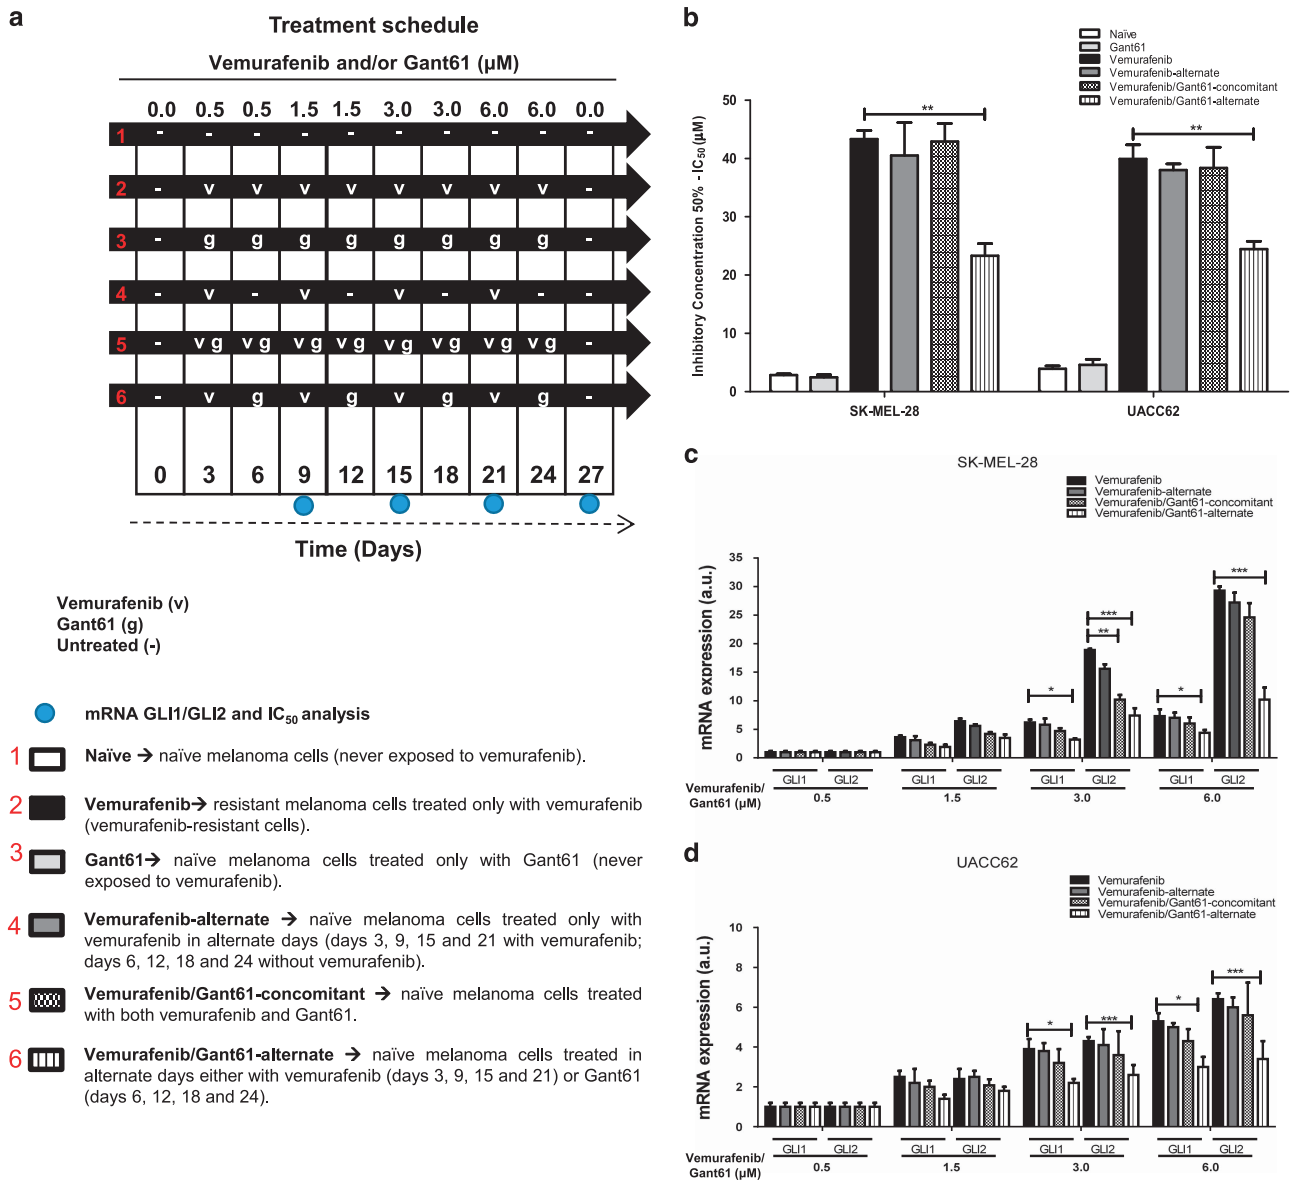 a
Treatment schedule
Vemurafenib and/or Gant61 (µM)
0.0 0.5 0.5 1.5 1.5 3.0 3.0 6.0 6.0 0.0
1 - - - - - - - - - -
2 - v v v v v v v v -
3 - g g g g g g g g -
4 - v - v - v - v - -
5 - v g v g v g v g v g v g v g v g -
6 - v g v g v g v g -
0 3 6 9 12 15 18 21 24 27
Time (Days)
Vemurafenib (v)
Gant61 (g)
Untreated (-)
mRNA GLI1/GLI2 and IC50 analysis
1 Naïve → naïve melanoma cells (never exposed to vemurafenib).
2 Vemurafenib→ resistant melanoma cells treated only with vemurafenib
(vemurafenib-resistant cells).
3 Gant61→ naïve melanoma cells treated only with Gant61 (never
exposed to vemurafenib).
4 Vemurafenib-alternate → naïve melanoma cells treated only with
vemurafenib in alternate days (days 3, 9, 15 and 21 with vemurafenib;
days 6, 12, 18 and 24 without vemurafenib).
5 Vemurafenib/Gant61-concomitant → naïve melanoma cells treated
with both vemurafenib and Gant61.
6 Vemurafenib/Gant61-alternate → naïve melanoma cells treated in
alternate days either with vemurafenib (days 3, 9, 15 and 21) or Gant61
(days 6, 12, 18 and 24).
b
Naïve
Gant61
Vemurafenib
Vemurafenib-alternate
Vemurafenib/Gant61-concomitant
Vemurafenib/Gant61-alternate
Inhibitory Concentration 50% - IC50 (µM)
50
40
30
20
10
0
** **
SK-MEL-28 UACC62
c
SK-MEL-28
Vemurafenib
Vemurafenib-alternate
Vemurafenib/Gant61-concomitant
Vemurafenib/Gant61-alternate
mRNA expression (a.u.)
35
30
25
20
15
10
5
0
* *** ** * ***
GLI1 GLI2 GLI1 GLI2 GLI1 GLI2 GLI1 GLI2
Vemurafenib/
Gant61 (µM) 0.5 1.5 3.0 6.0
d
UACC62
Vemurafenib
Vemurafenib-alternate
Vemurafenib/Gant61-concomitant
Vemurafenib/Gant61-alternate
mRNA expression (a.u.)
10
8
6
4
2
0
* *** * ***
GLI1 GLI2 GLI1 GLI2 GLI1 GLI2 GLI1 GLI2
Vemurafenib/
Gant61 (µM) 0.5 1.5 3.0 6.0